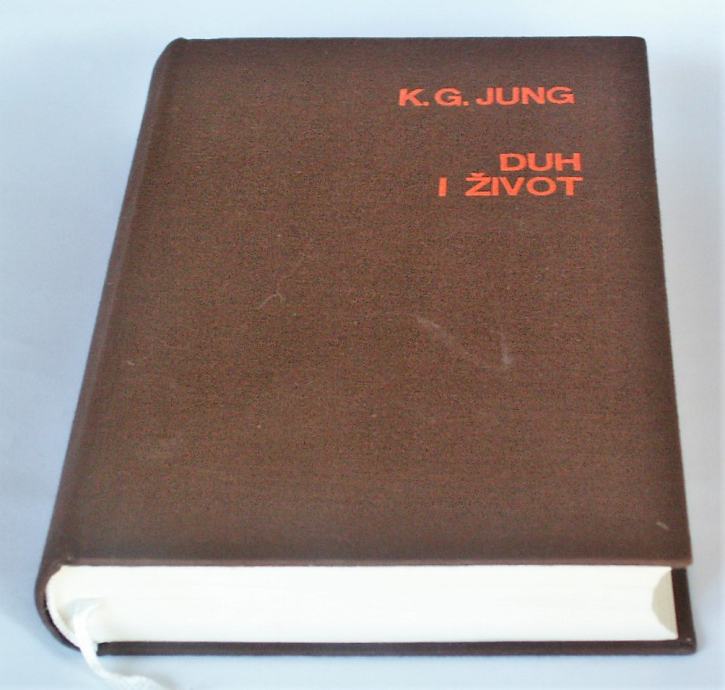 K. G. JUNG
DUH
I ŽIVOT